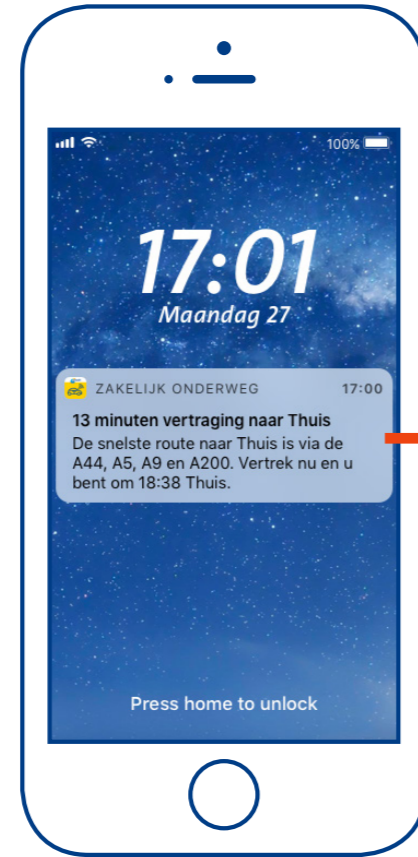 100%
17:01
Maandag 27
ZAKELIJK ONDERWEG 17:00
13 minuten vertraging naar Thuis
De snelste route naar Thuis is via de
A44, A5, A9 en A200. Vertrek nu en u
bent om 18:38 Thuis.
Press home to unlock